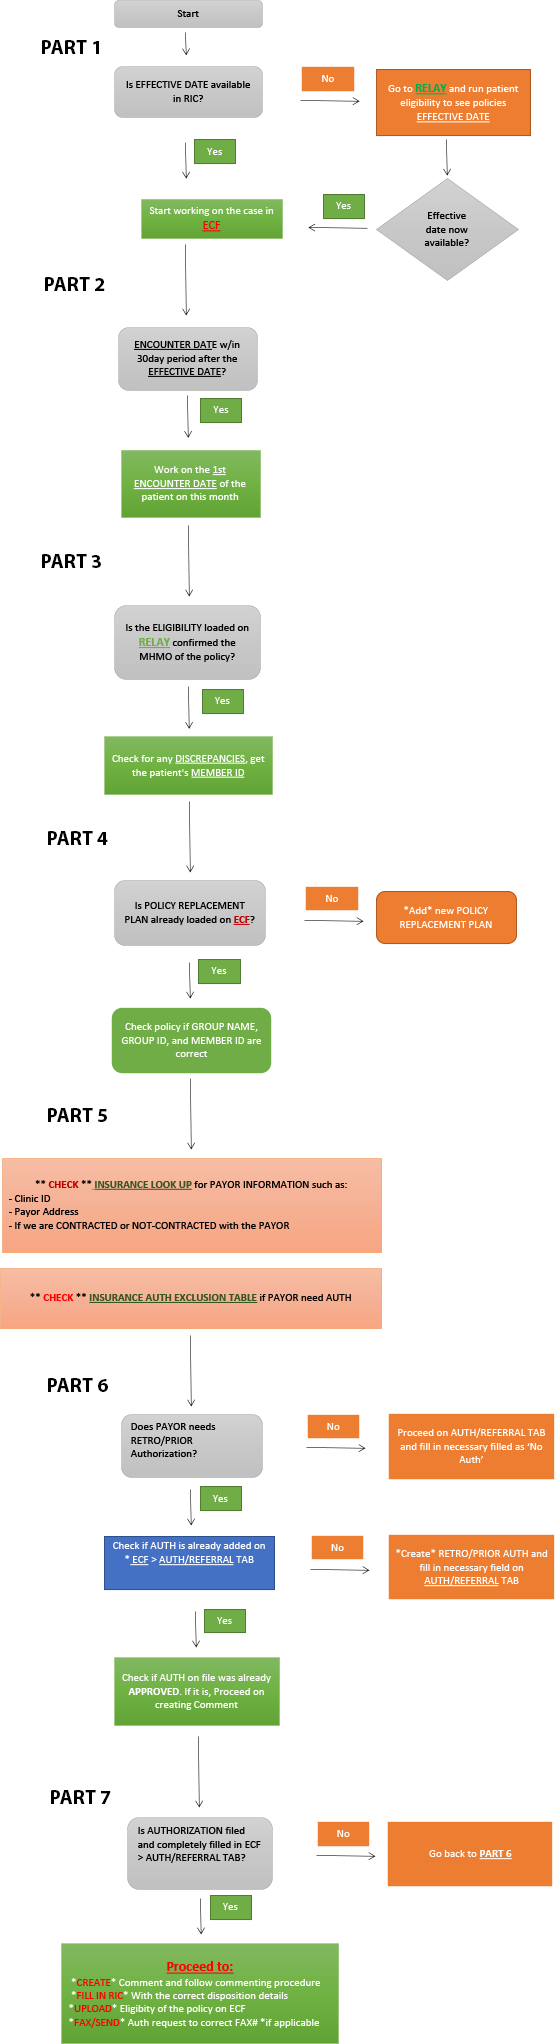 Start
PART 1
Is EFFECTIVE DATE available
in RIC?
No
Go to RELAY and run patient
eligibility to see policies
EFFECTIVE DATE
Yes
Start working on the case in
ECF
Yes
Effective
date now
available?
PART 2
ENCOUNTER DATE w/in
30day period after the
EFFECTIVE DATE?
Yes
Work on the 1st
ENCOUNTER DATE of the
patient on this month
PART 3
Is the ELIGIBILITY loaded on
RELAY confirmed the
MHMO of the policy?
Yes
Check for any DISCREPANCIES, get
the patient's MEMBER ID
PART 4
Is POLICY REPLACEMENT
PLAN already loaded on ECF?
No
*Add* new POLICY
REPLACEMENT PLAN
Yes
Check policy if GROUP NAME,
GROUP ID, and MEMBER ID are
correct
PART 5
** CHECK ** INSURANCE LOOK UP for PAYOR INFORMATION such as:
- Clinic ID
- Payor Address
- If we are CONTRACTED or NOT-CONTRACTED with the PAYOR
** CHECK ** INSURANCE AUTH EXCLUSION TABLE if PAYOR need AUTH
PART 6
Does PAYOR needs
RETRO/PRIOR
Authorization?
No
Proceed on AUTH/REFERRAL TAB
and fill in necessary filled as ‘No
Auth’
Yes
Check if AUTH is already added on
* ECF > AUTH/REFERRAL TAB
No
*Create* RETRO/PRIOR AUTH and
fill in necessary field on
AUTH/REFERRAL TAB
Yes
Check if AUTH on file was already
APPROVED. If it is, Proceed on
creating Comment
PART 7
Is AUTHORIZATION filed
and completely filled in ECF
> AUTH/REFERRAL TAB?
No
Go back to PART 6
Yes
Proceed to:
*CREATE* Comment and follow commenting procedure
*FILL IN RIC* With the correct disposition details
*UPLOAD* Eligibity of the policy on ECF
*FAX/SEND* Auth request to correct FAX# *if applicable